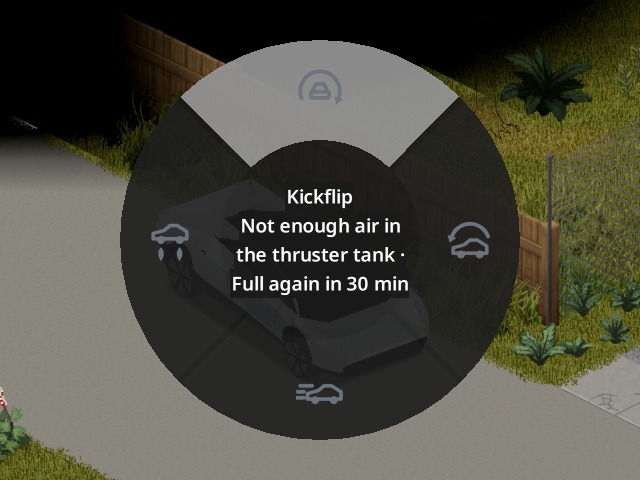 Kickflip
Not enough air in
the thruster tank ·
Full again in 30 min